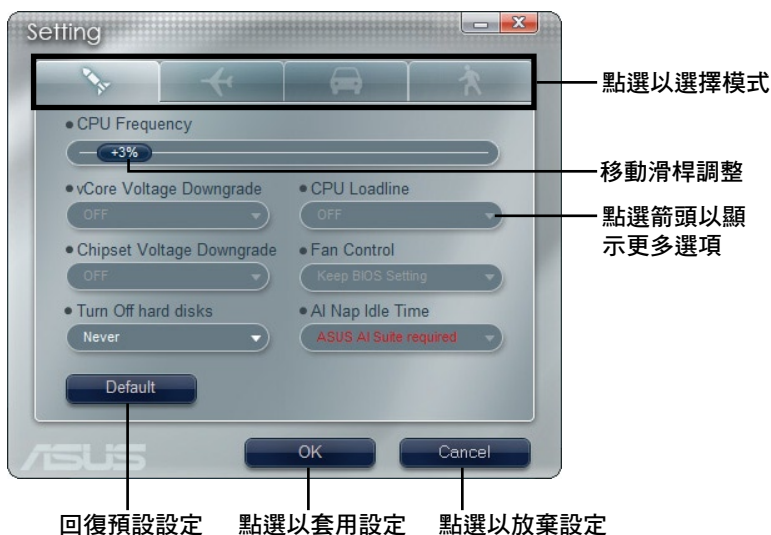 Setting
點選以選擇模式
CPU Frequency
+3%
移動滑桿調整
vCore Voltage Downgrade
CPU Loadline
OFF
OFF
點選箭頭以顯
示更多選項
Chipset Voltage Downgrade
Fan Control
OFF
Keep BIOS Setting
Turn Off hard disks
AI Nap Idle Time
Never
ASUS AI Suite required
Default
ASUS
OK
Cancel
回復預設設定
點選以套用設定
點選以放棄設定